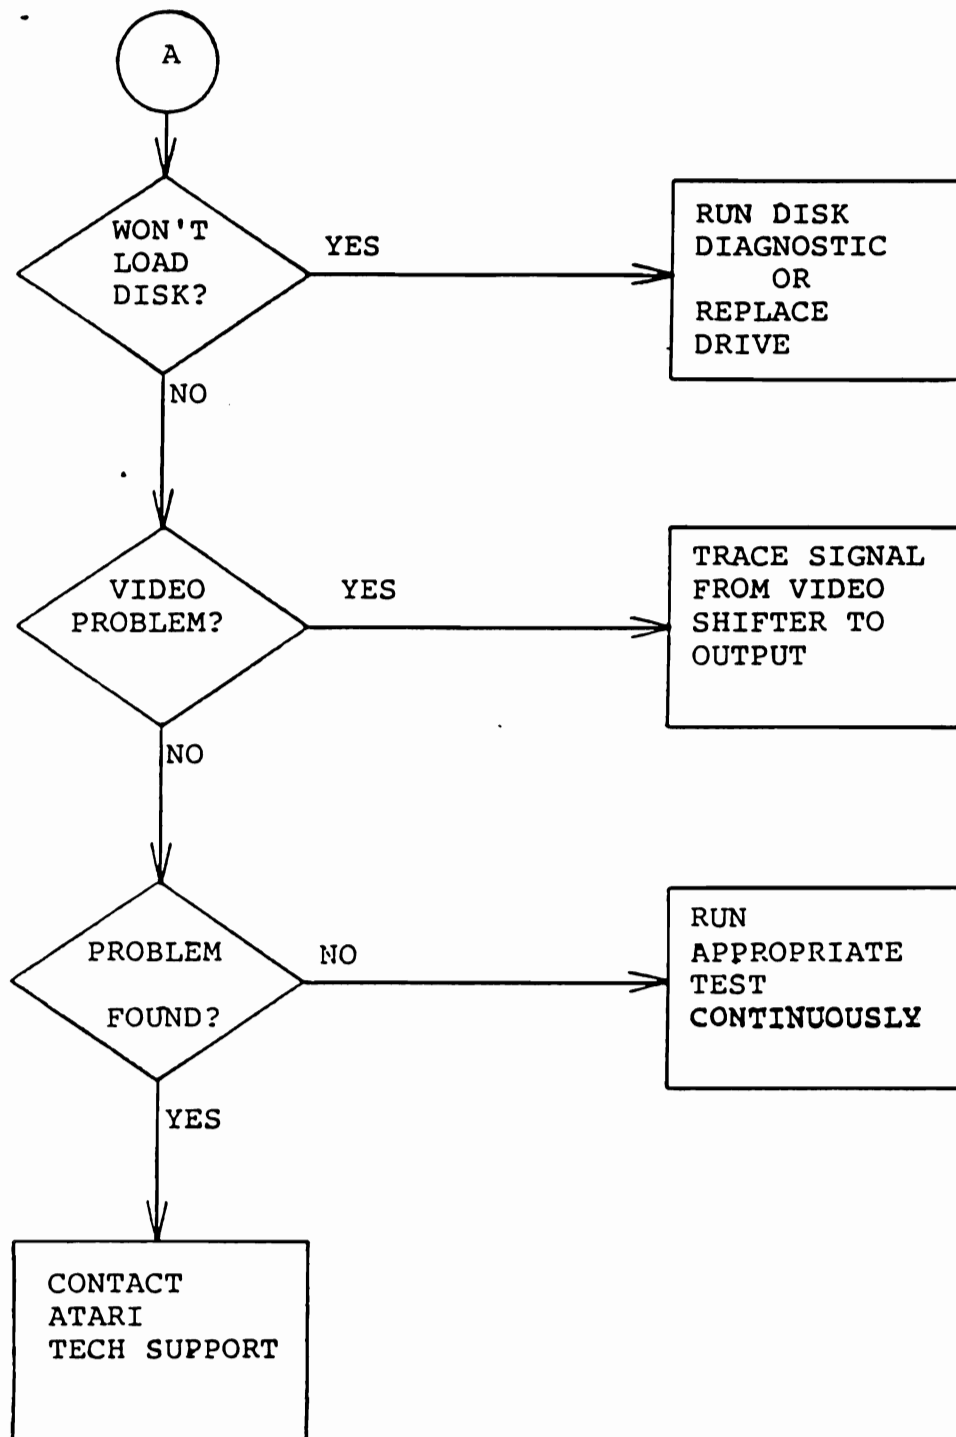 A
WON'T
LOAD
DISK?
YES
RUN DISK
DIAGNOSTIC
OR
REPLACE
DRIVE
NO
VIDEO
PROBLEM?
YES
TRACE SIGNAL
FROM VIDEO
SHIFTER TO
OUTPUT
NO
PROBLEM
FOUND?
NO
RUN
APPROPRIATE
TEST
CONTINUOUSLY
YES
CONTACT
ATARI
TECH SUPPORT